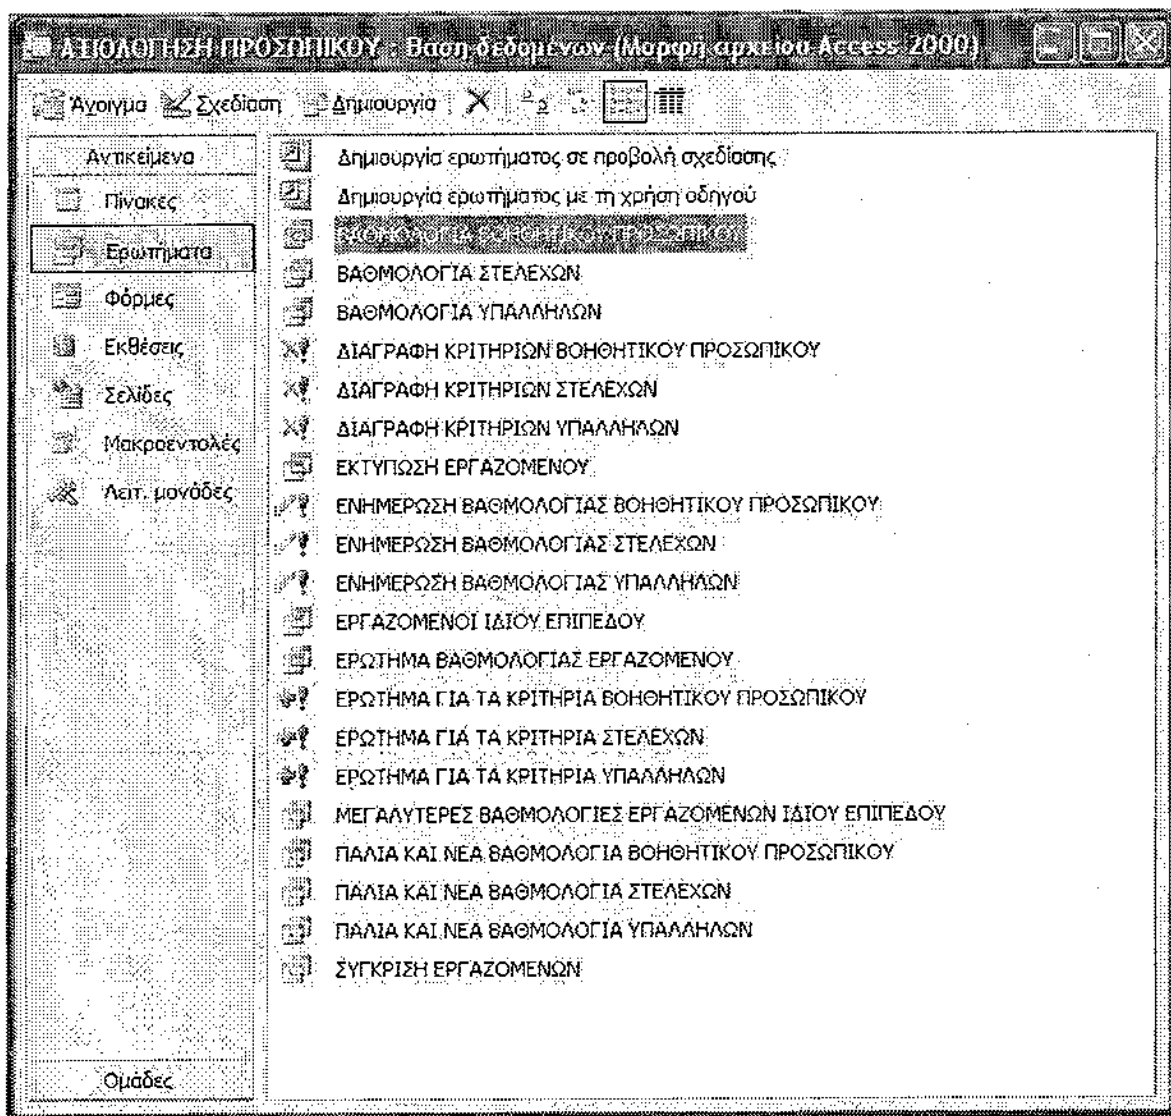 ΑΞΙΟΛΟΓΗΣΗ ΠΡΟΣΩΠΙΚΟΥ : Βάση δεδομένων (Μορφή αρχείου Access 2000)
Άνοιγμα Σχεδίαση Δημιουργία
Αντικείμενα
Πίνακες
Ερωτήματα
Φόρμες
Εκθέσεις
Σελίδες
Μακροεντολές
Λειτ. μονάδες
Ομάδες
Δημιουργία ερωτήματος σε προβολή σχεδίασης
Δημιουργία ερωτήματος με τη χρήση οδηγού
ΒΑΘΜΟΛΟΓΙΑ ΒΟΗΘΗΤΙΚΟΥ ΠΡΟΣΩΠΙΚΟΥ
ΒΑΘΜΟΛΟΓΙΑ ΣΤΕΛΕΧΩΝ
ΒΑΘΜΟΛΟΓΙΑ ΥΠΑΛΛΗΛΩΝ
ΔΙΑΓΡΑΦΗ ΚΡΙΤΗΡΙΩΝ ΒΟΗΘΗΤΙΚΟΥ ΠΡΟΣΩΠΙΚΟΥ
ΔΙΑΓΡΑΦΗ ΚΡΙΤΗΡΙΩΝ ΣΤΕΛΕΧΩΝ
ΔΙΑΓΡΑΦΗ ΚΡΙΤΗΡΙΩΝ ΥΠΑΛΛΗΛΩΝ
ΕΚΤΥΠΩΣΗ ΕΡΓΑΖΟΜΕΝΟΥ
ΕΝΗΜΕΡΩΣΗ ΒΑΘΜΟΛΟΓΙΑΣ ΒΟΗΘΗΤΙΚΟΥ ΠΡΟΣΩΠΙΚΟΥ
ΕΝΗΜΕΡΩΣΗ ΒΑΘΜΟΛΟΓΙΑΣ ΣΤΕΛΕΧΩΝ
ΕΝΗΜΕΡΩΣΗ ΒΑΘΜΟΛΟΓΙΑΣ ΥΠΑΛΛΗΛΩΝ
ΕΡΓΑΖΟΜΕΝΟΙ ΙΔΙΟΥ ΕΠΙΠΕΔΟΥ
ΕΡΩΤΗΜΑ ΒΑΘΜΟΛΟΓΙΑΣ ΕΡΓΑΖΟΜΕΝΟΥ
ΕΡΩΤΗΜΑ ΓΙΑ ΤΑ ΚΡΙΤΗΡΙΑ ΒΟΗΘΗΤΙΚΟΥ ΠΡΟΣΩΠΙΚΟΥ
ΕΡΩΤΗΜΑ ΓΙΑ ΤΑ ΚΡΙΤΗΡΙΑ ΣΤΕΛΕΧΩΝ
ΕΡΩΤΗΜΑ ΓΙΑ ΤΑ ΚΡΙΤΗΡΙΑ ΥΠΑΛΛΗΛΩΝ
ΜΕΓΑΛΥΤΕΡΕΣ ΒΑΘΜΟΛΟΓΙΕΣ ΕΡΓΑΖΟΜΕΝΩΝ ΙΔΙΟΥ ΕΠΙΠΕΔΟΥ
ΠΑΛΙΑ ΚΑΙ ΝΕΑ ΒΑΘΜΟΛΟΓΙΑ ΒΟΗΘΗΤΙΚΟΥ ΠΡΟΣΩΠΙΚΟΥ
ΠΑΛΙΑ ΚΑΙ ΝΕΑ ΒΑΘΜΟΛΟΓΙΑ ΣΤΕΛΕΧΩΝ
ΠΑΛΙΑ ΚΑΙ ΝΕΑ ΒΑΘΜΟΛΟΓΙΑ ΥΠΑΛΛΗΛΩΝ
ΣΥΓΚΡΙΣΗ ΕΡΓΑΖΟΜΕΝΩΝ